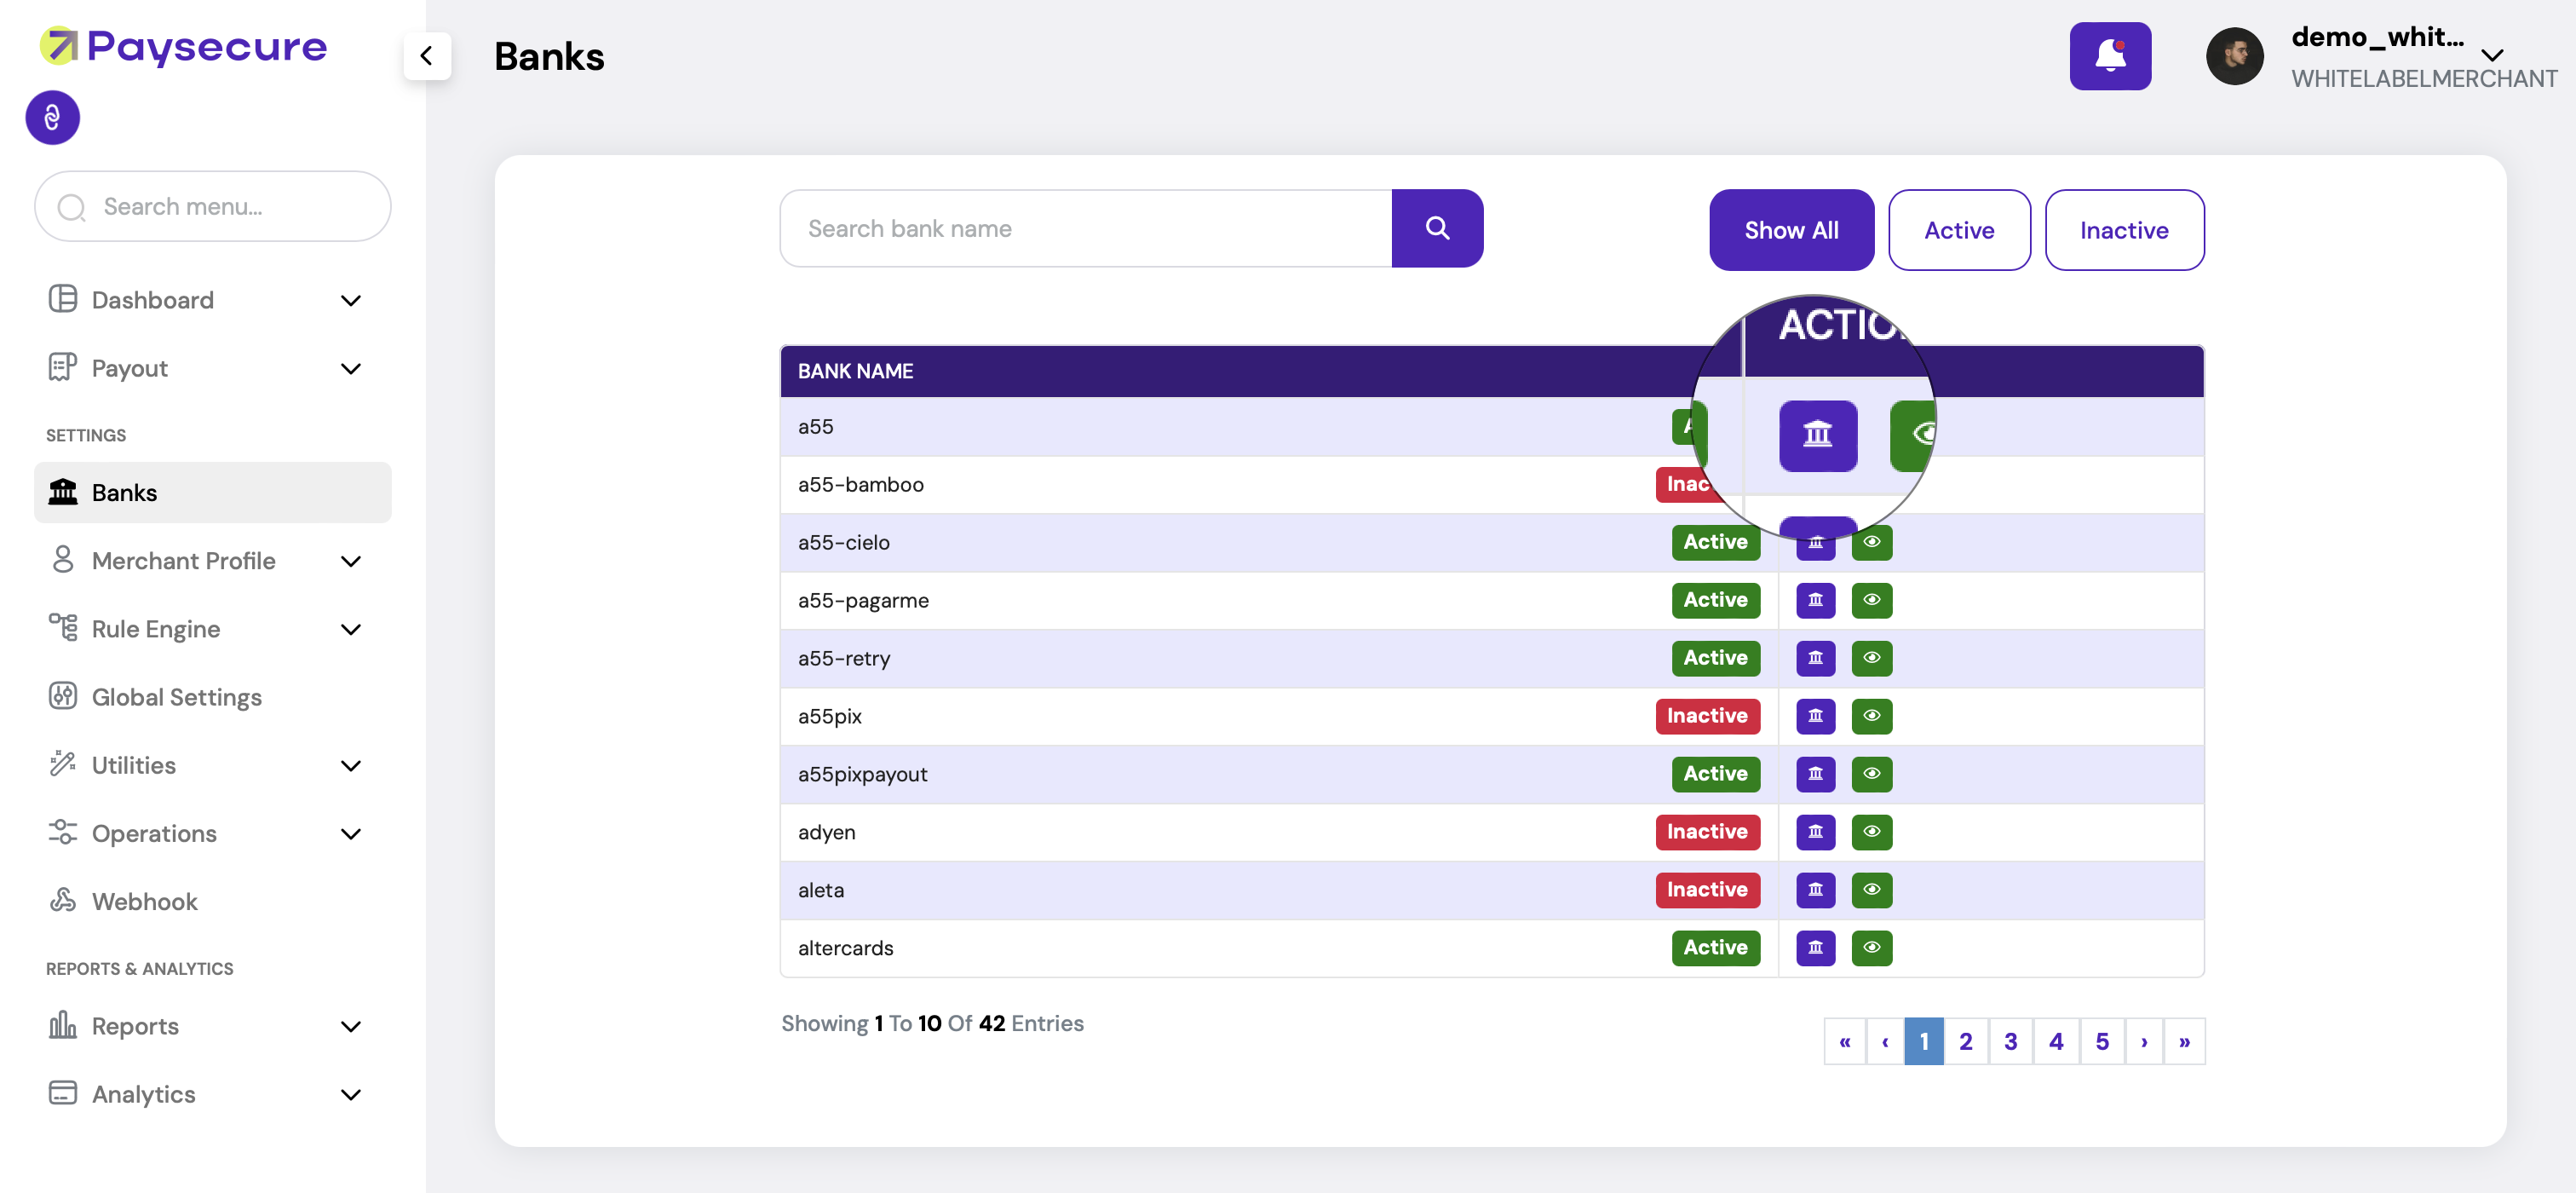 Paysecure
Banks
demo_whit...
WHITELABELMERCHANT
Search menu...
Dashboard
Payout
SETTINGS
Banks
Merchant Profile
Rule Engine
Global Settings
Utilities
Operations
Webhook
REPORTS & ANALYTICS
Reports
Analytics
Search bank name
Show All
Active
Inactive
BANK NAME
a55
a55-bamboo
a55-cielo Active
a55-pagarme Active
a55-retry Active
a55pix Inactive
a55pixpayout Active
adyen Inactive
aleta Inactive
altercards Active
Showing 1 To 10 Of 42 Entries
« ‹ 1 2 3 4 5 › »